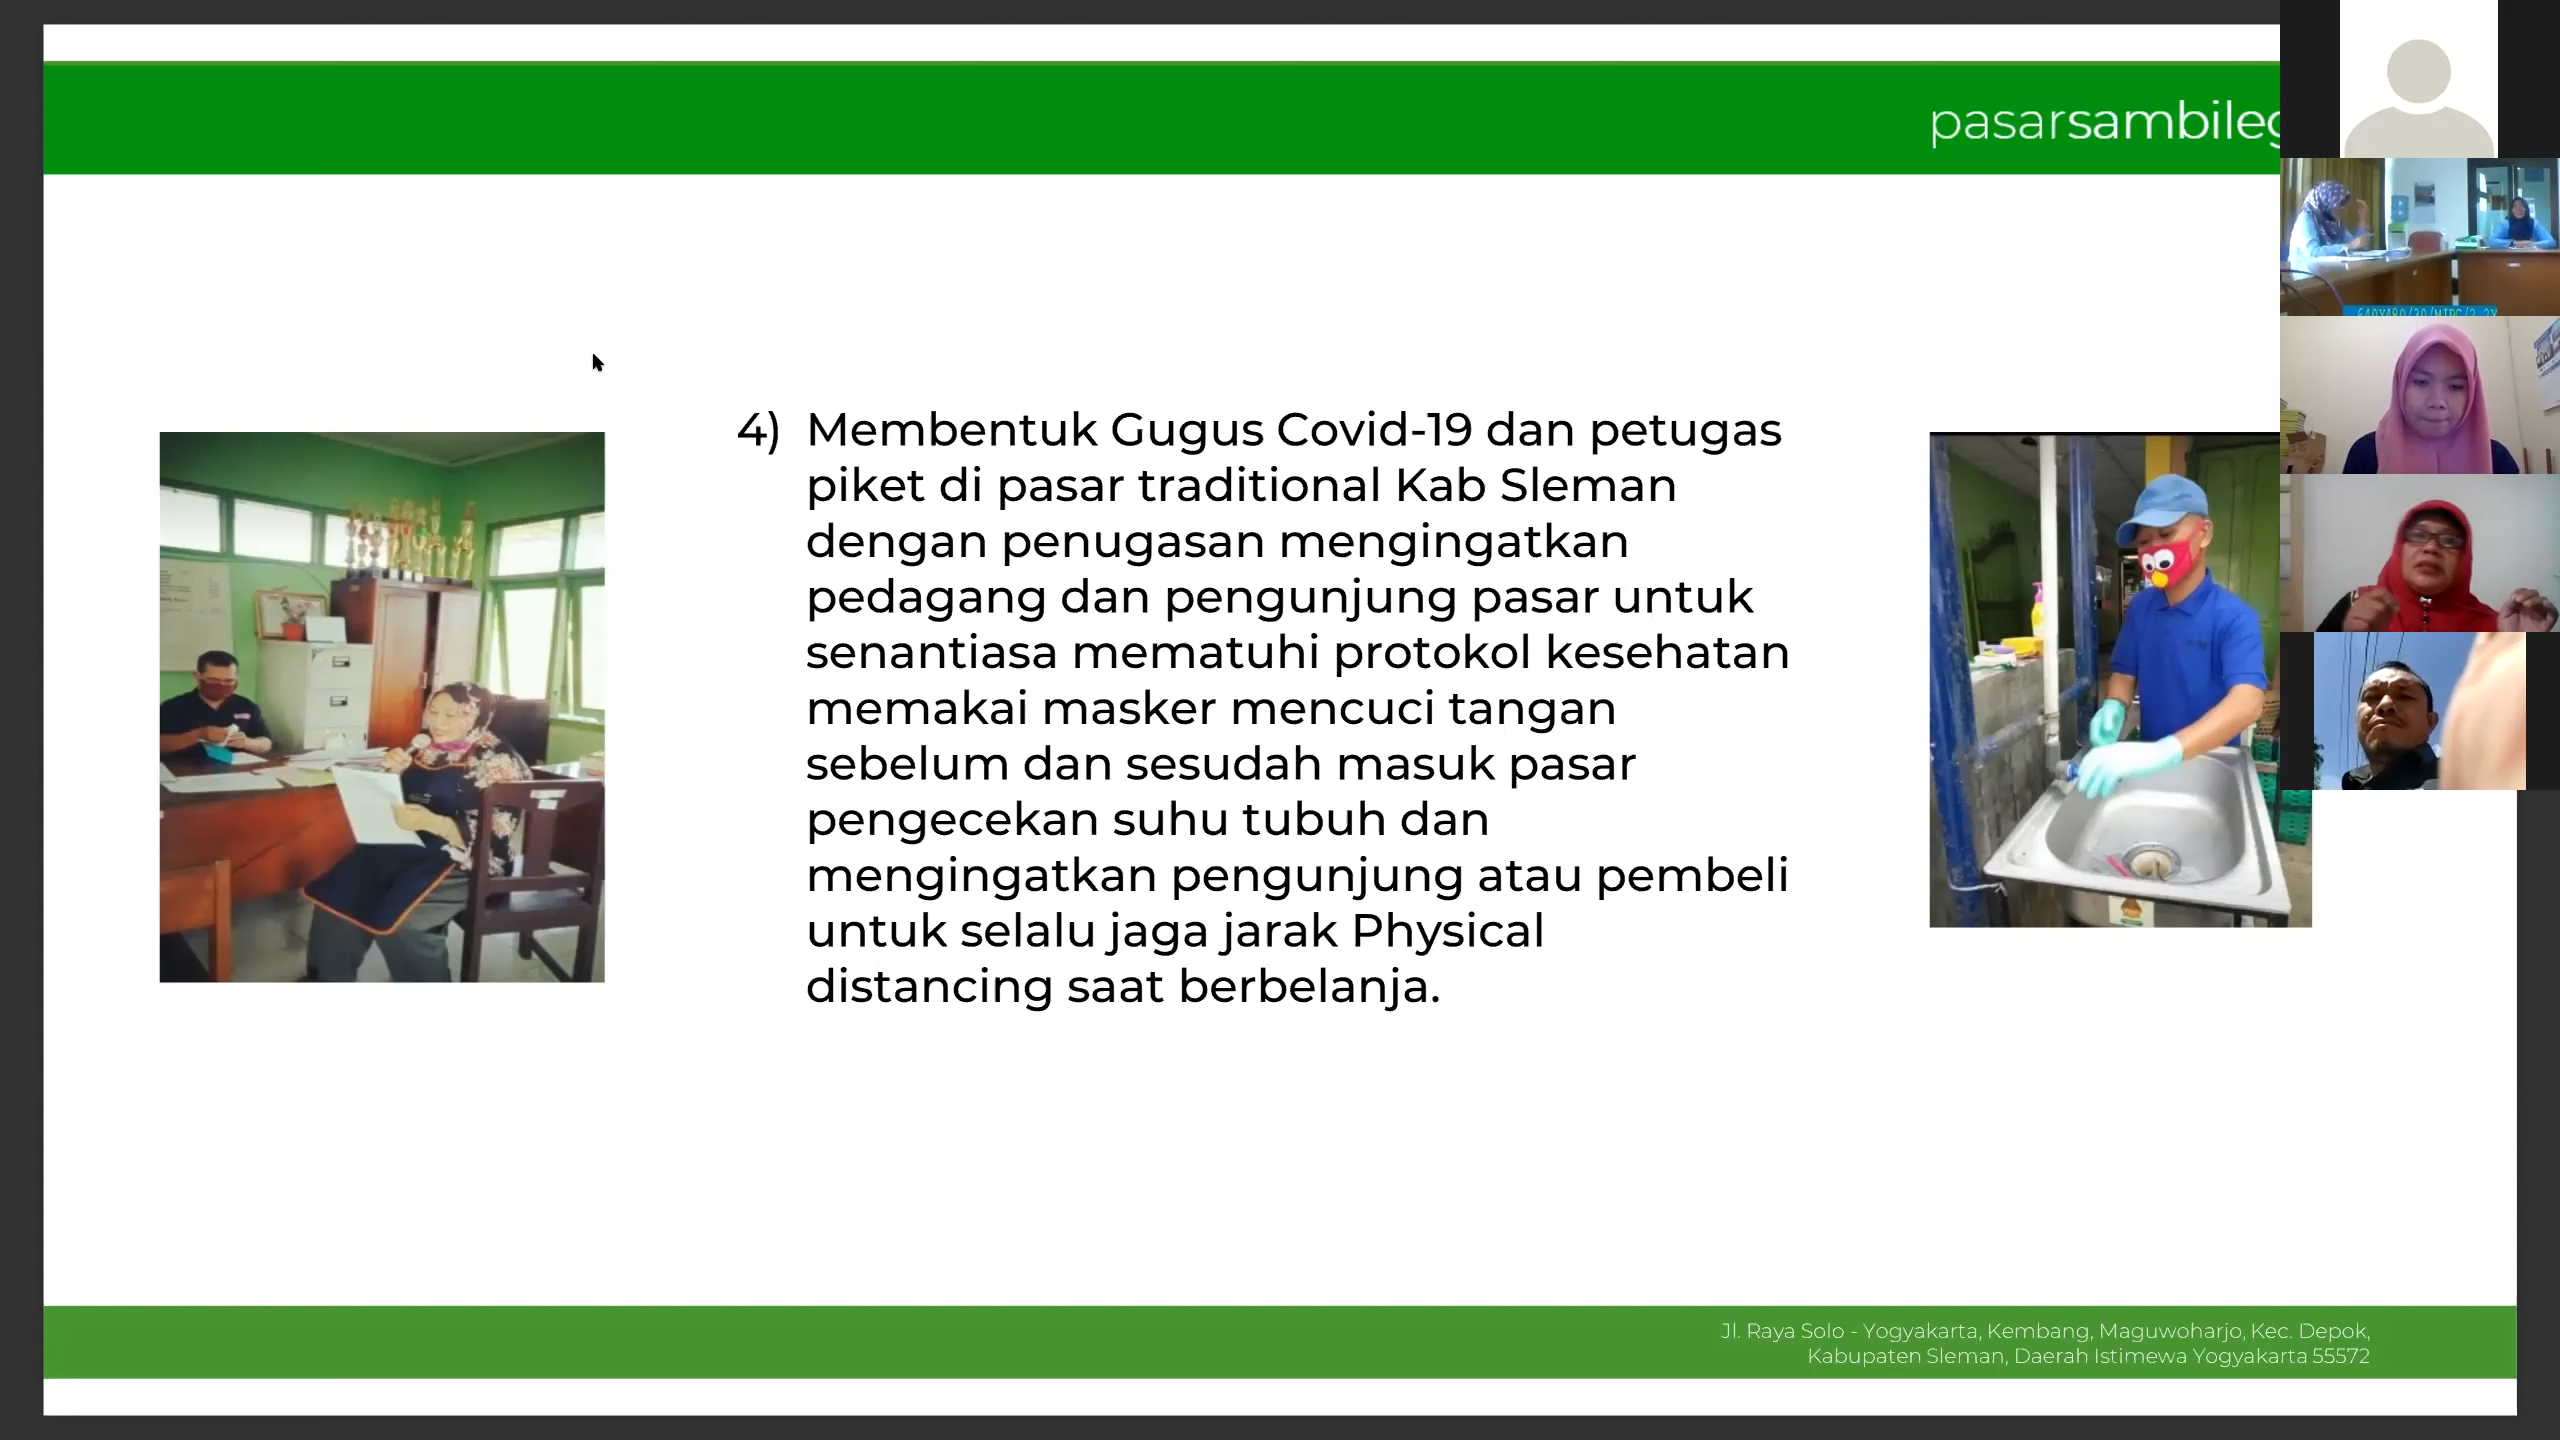 4) Membentuk Gugus Covid-19 dan petugas
piket di pasar traditional Kab Sleman
dengan penugasan mengingatkan
pedagang dan pengunjung pasar untuk
senantiasa mematuhi protokol kesehatan
memakai masker mencuci tangan
sebelum dan sesudah masuk pasar
pengecekan suhu tubuh dan
mengingatkan pengunjung atau pembeli
untuk selalu jaga jarak Physical
distancing saat berbelanja.
Jl. Raya Solo - Yogyakarta, Kembang, Maguwoharjo, Kec. Depok,
Kabupaten Sleman, Daerah Istimewa Yogyakarta 55572